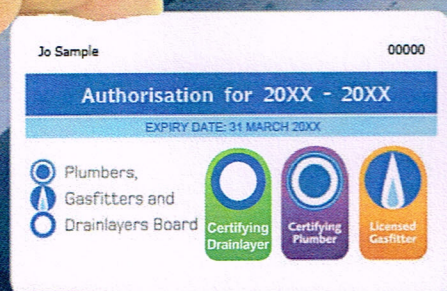 Jo Sample
00000
Authorisation for 20XX - 20XX
EXPIRY DATE: 31 MARCH 20XX
Plumbers,
Gasfitters and
Drainlayers Board
Certifying
Drainlayer
Certifying
Plumber
Licensed
Gasfitter